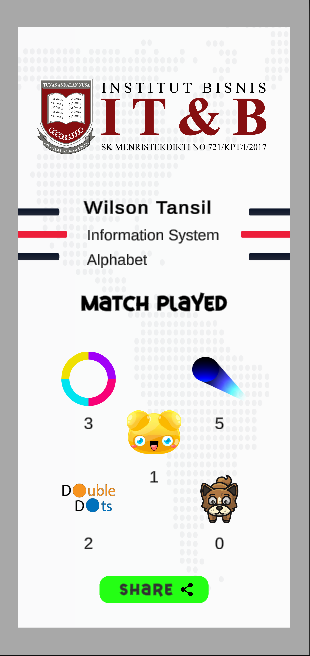 INSTITUT BISNIS
IT&B
SK MENRISTEKDIKTI NO 721/KPT/I/2017
Wilson Tansil
Information System
Alphabet
MATCH PLAYED
3
5
1
Double
Dots
2
0
SHARE